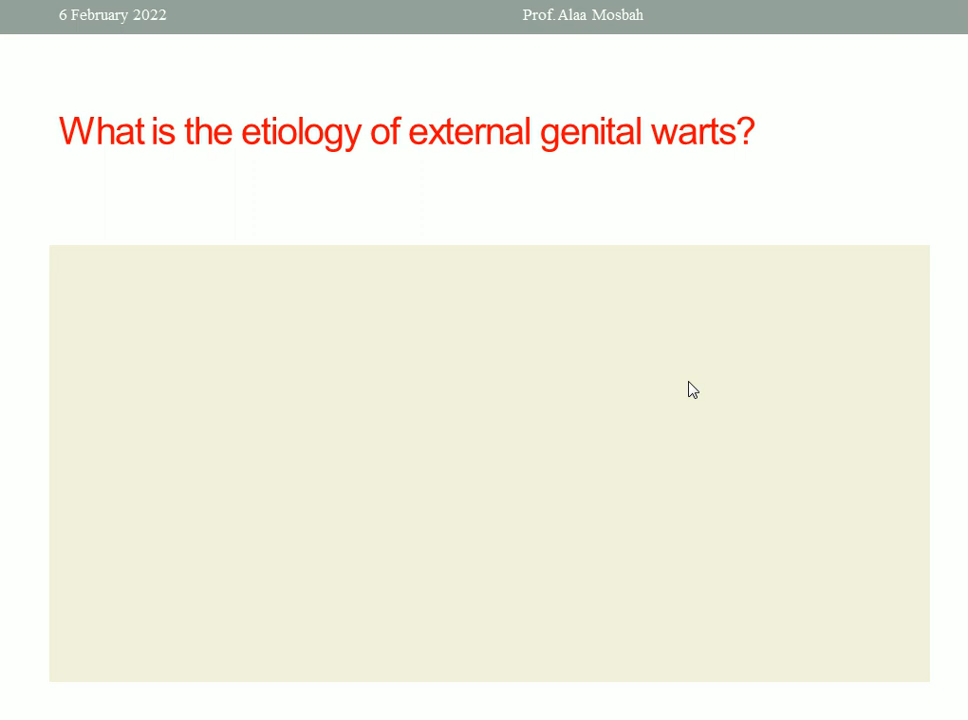 6 February 2022 Prof. Alaa Mosbah
What is the etiology of external genital warts?